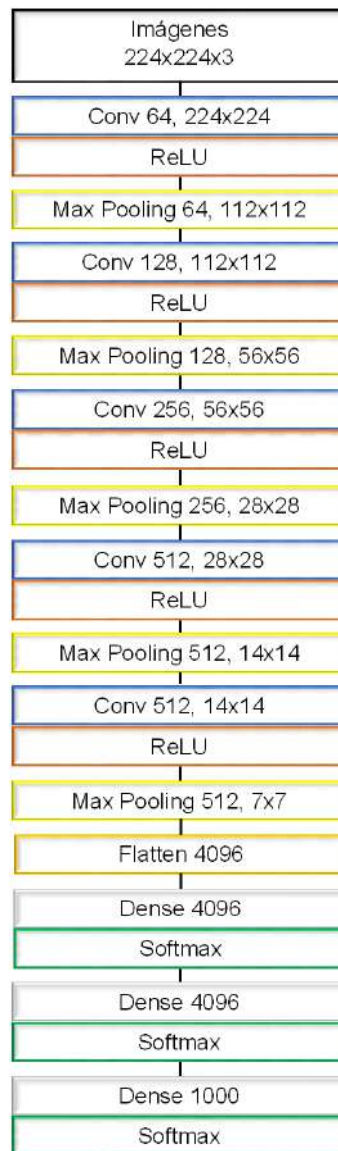 Imágenes
224x224x3
Conv 64, 224x224
ReLU
Max Pooling 64, 112x112
Conv 128, 112x112
ReLU
Max Pooling 128, 56x56
Conv 256, 56x56
ReLU
Max Pooling 256, 28x28
Conv 512, 28x28
ReLU
Max Pooling 512, 14x14
Conv 512, 14x14
ReLU
Max Pooling 512, 7x7
Flatten 4096
Dense 4096
Softmax
Dense 4096
Softmax
Dense 1000
Softmax